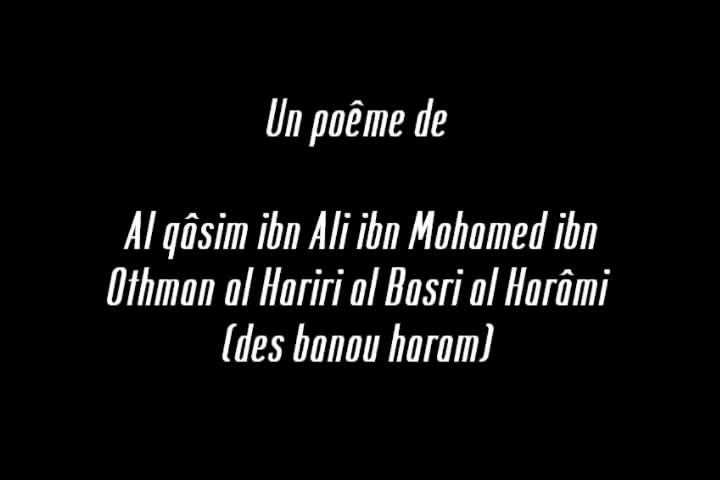 Un poême de
Al qâsim ibn Ali ibn Mohamed ibn
Othman al Hariri al Basri al Harâmi
(des banou haram)